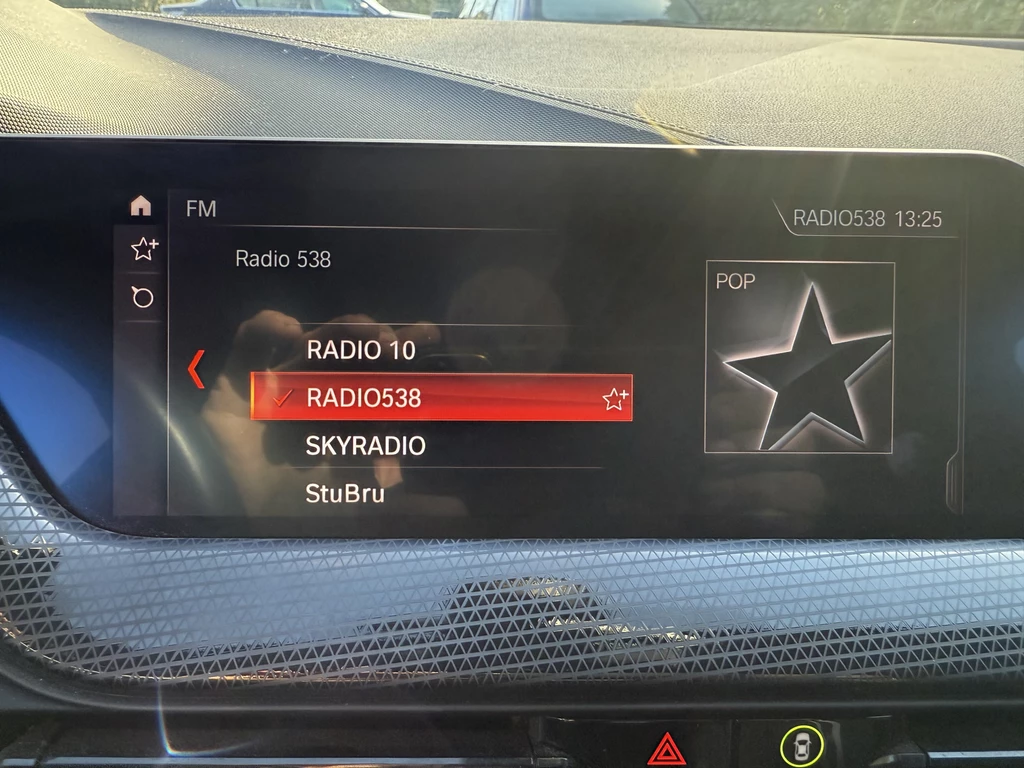 FM
RADIO538 13:25
Radio 538
POP
RADIO 10
RADIO538
SKYRADIO
StuBru